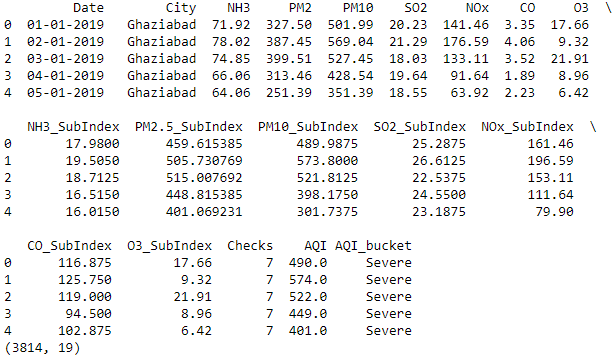 Date City NH3 PM2 PM10 SO2 NOx CO O3 \
0 01-01-2019 Ghaziabad 71.92 327.50 501.99 20.23 141.46 3.35 17.66
1 02-01-2019 Ghaziabad 78.02 387.45 569.04 21.29 176.59 4.06 9.32
2 03-01-2019 Ghaziabad 74.85 399.51 527.45 18.03 133.11 3.52 21.91
3 04-01-2019 Ghaziabad 66.06 313.46 428.54 19.64 91.64 1.89 8.96
4 05-01-2019 Ghaziabad 64.06 251.39 351.39 18.55 63.92 2.23 6.42
NH3_SubIndex PM2.5_SubIndex PM10_SubIndex SO2_SubIndex NOx_SubIndex \
0 17.9800 459.615385 489.9875 25.2875 161.46
1 19.5050 505.730769 573.8000 26.6125 196.59
2 18.7125 515.007692 521.8125 22.5375 153.11
3 16.5150 448.815385 398.1750 24.5500 111.64
4 16.0150 401.069231 301.7375 23.1875 79.90
CO_SubIndex O3_SubIndex Checks AQI AQI_bucket
0 116.875 17.66 7 490.0 Severe
1 125.750 9.32 7 574.0 Severe
2 119.000 21.91 7 522.0 Severe
3 94.500 8.96 7 449.0 Severe
4 102.875 6.42 7 401.0 Severe
(3814, 19)